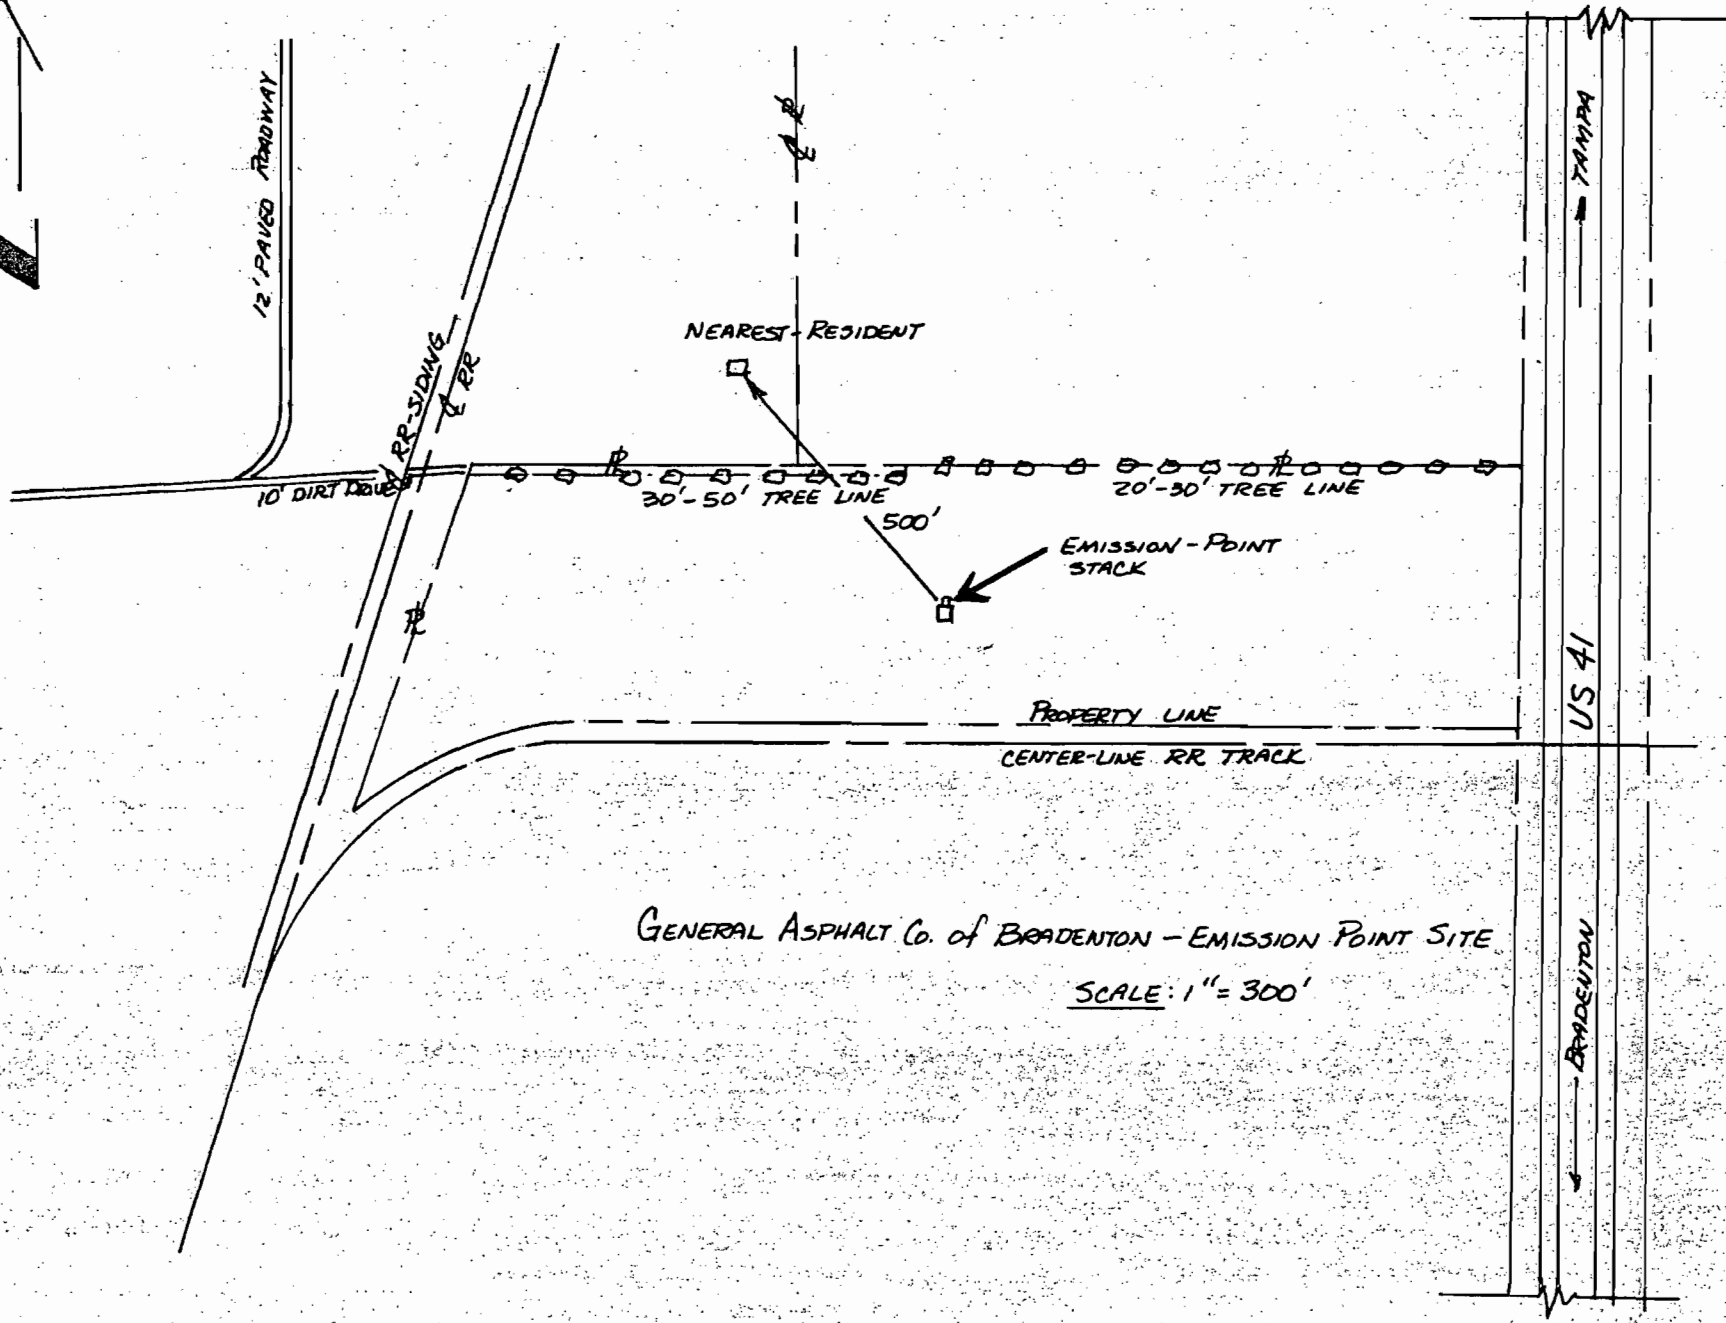 12' PAVED ROADWAY
TAMPA
NEAREST-RESIDENT
RR-SIDING
℄ RR
℄ ℞
10' DIRT DRIVE
30'-50' TREE LINE
20'-30' TREE LINE
500'
EMISSION-POINT
STACK
US 41
PROPERTY LINE
CENTER-LINE RR TRACK
GENERAL ASPHALT Co. of BRADENTON - EMISSION POINT SITE
SCALE: 1" = 300'
BRADENTON